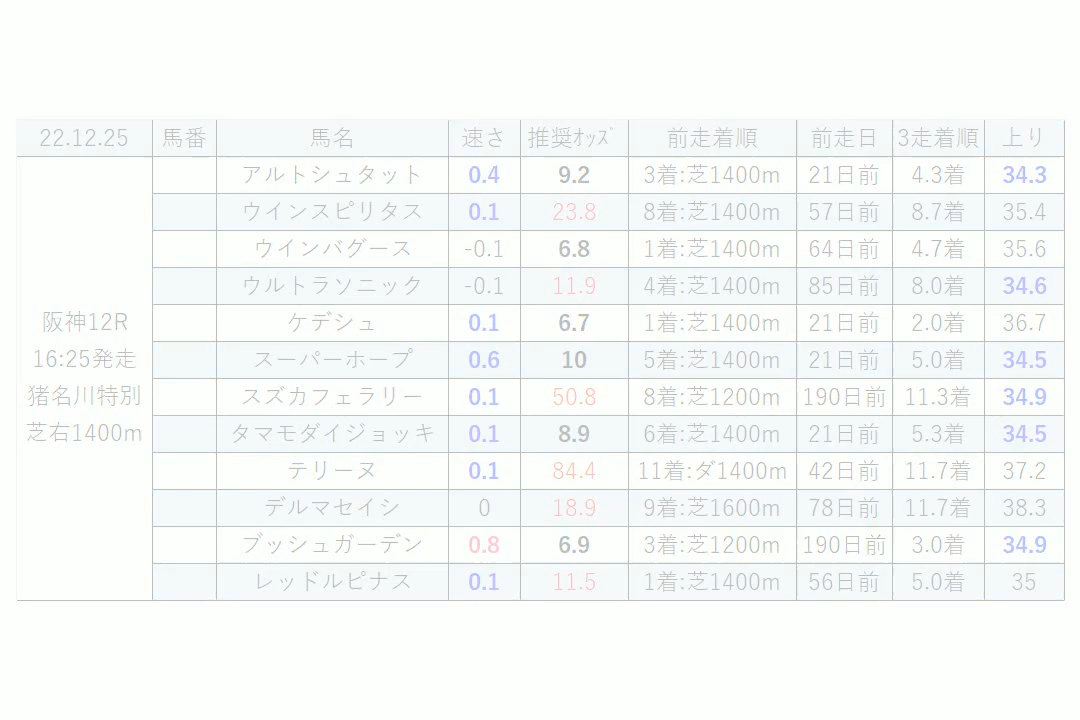 22.12.25 馬番 馬名 速さ 推奨ｵｯｽﾞ 前走着順 前走日 3走着順 上り
アルトシュタット 0.4 9.2 3着:芝1400m 21日前 4.3着 34.3
ウインスピリタス 0.1 23.8 8着:芝1400m 57日前 8.7着 35.4
ウインバグース -0.1 6.8 1着:芝1400m 64日前 4.7着 35.6
ウルトラソニック -0.1 11.9 4着:芝1400m 85日前 8.0着 34.6
阪神12R ケデシュ 0.1 6.7 1着:芝1400m 21日前 2.0着 36.7
16:25発走 スーパーホープ 0.6 10 5着:芝1400m 21日前 5.0着 34.5
猪名川特別 スズカフェラリー 0.1 50.8 8着:芝1200m 190日前 11.3着 34.9
芝右1400m タマモダイジョッキ 0.1 8.9 6着:芝1400m 21日前 5.3着 34.5
テリーヌ 0.1 84.4 11着:ダ1400m 42日前 11.7着 37.2
デルマセイシ 0 18.9 9着:芝1600m 78日前 11.7着 38.3
ブッシュガーデン 0.8 6.9 3着:芝1200m 190日前 3.0着 34.9
レッドルピナス 0.1 11.5 1着:芝1400m 56日前 5.0着 35